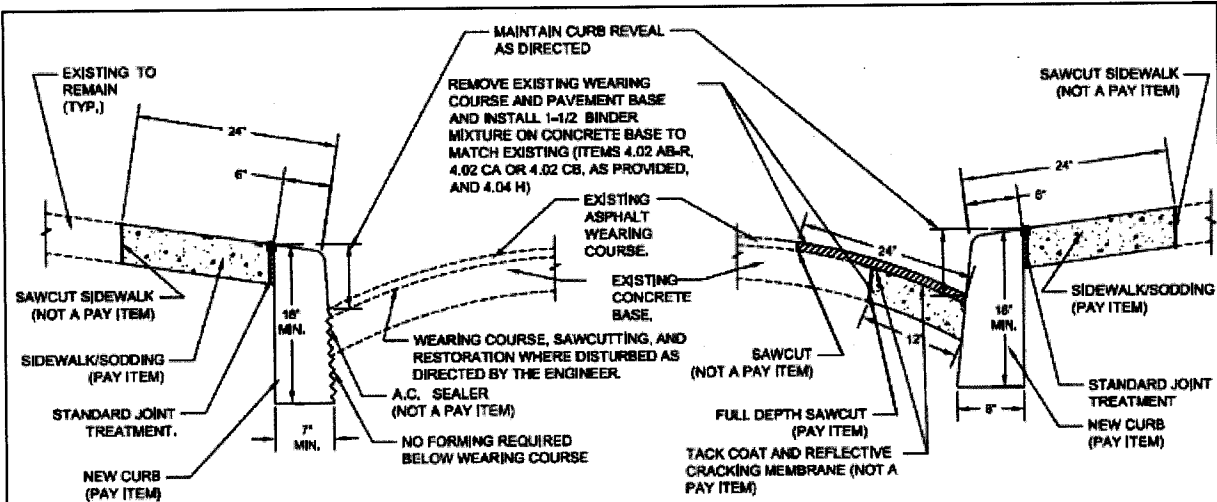 MAINTAIN CURB REVEAL
AS DIRECTED
EXISTING TO
REMAIN
(TYP.)
REMOVE EXISTING WEARING
COURSE AND PAVEMENT BASE
AND INSTALL 1-1/2 BINDER
MIXTURE ON CONCRETE BASE TO
MATCH EXISTING (ITEMS 4.02 AB-R,
4.02 CA OR 4.02 CB, AS PROVIDED,
AND 4.04 H)
SAWCUT SIDEWALK
(NOT A PAY ITEM)
24"
6"
24"
6"
EXISTING
ASPHALT
WEARING
COURSE.
EXISTING
CONCRETE
BASE.
24"
12"
SAWCUT SIDEWALK
(NOT A PAY ITEM)
18"
MIN.
18"
MIN.
SIDEWALK/SODDING
(PAY ITEM)
SIDEWALK/SODDING
(PAY ITEM)
WEARING COURSE, SAWCUTTING, AND
RESTORATION WHERE DISTURBED AS
DIRECTED BY THE ENGINEER.
SAWCUT
(NOT A PAY ITEM)
A.C. SEALER
(NOT A PAY ITEM)
STANDARD JOINT
TREATMENT.
STANDARD JOINT
TREATMENT
7"
MIN.
8"
NO FORMING REQUIRED
BELOW WEARING COURSE
FULL DEPTH SAWCUT
(PAY ITEM)
NEW CURB
(PAY ITEM)
TACK COAT AND REFLECTIVE
CRACKING MEMBRANE (NOT A
PAY ITEM)
NEW CURB
(PAY ITEM)